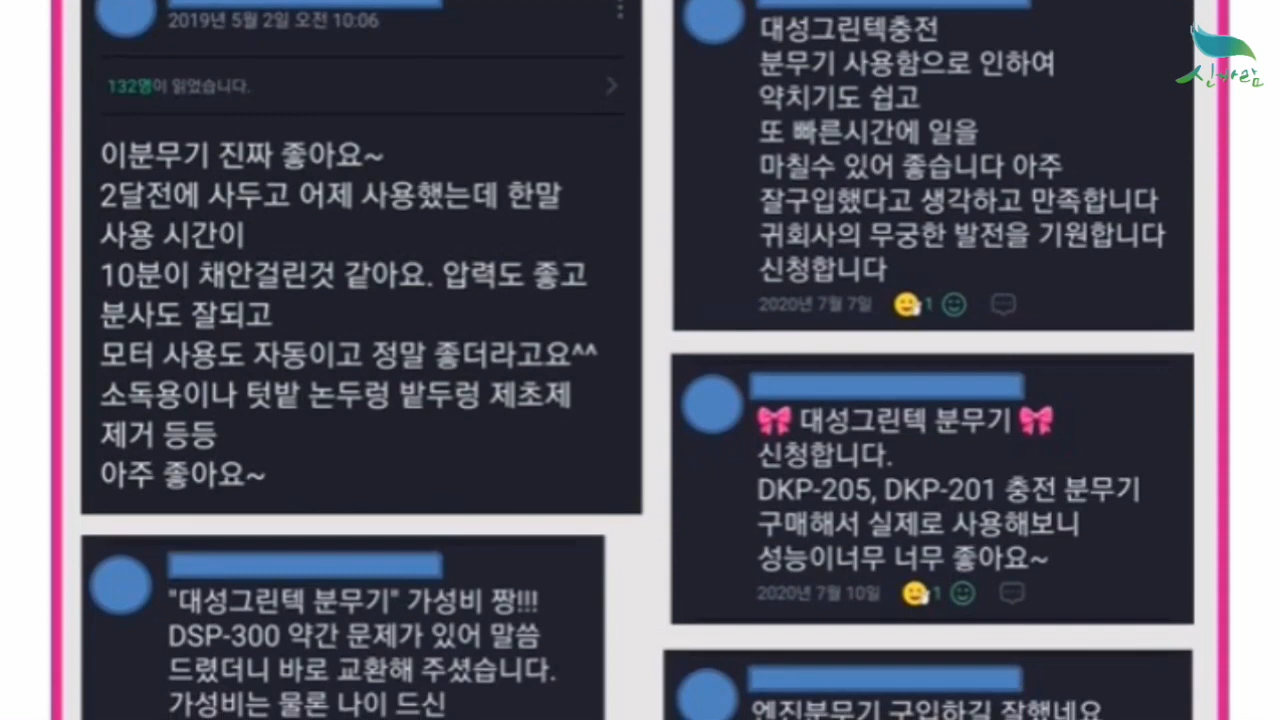 2019년 5월 2일 오전 10:06
132명이 읽었습니다.
이분무기 진짜 좋아요~
2달전에 사두고 어제 사용했는데 한말
사용 시간이
10분이 채안걸린것 같아요. 압력도 좋고
분사도 잘되고
모터 사용도 자동이고 정말 좋더라고요^^
소독용이나 텃밭 논두렁 밭두렁 제초제
제거 등등
아주 좋아요~
"대성그린텍 분무기" 가성비 짱!!!
DSP-300 약간 문제가 있어 말씀
드렸더니 바로 교환해 주셨습니다.
가성비는 물론 나이 드신
대성그린텍충전
분무기 사용함으로 인하여
약치기도 쉽고
또 빠른시간에 일을
마칠수 있어 좋습니다 아주
잘구입했다고 생각하고 만족합니다
귀회사의 무궁한 발전을 기원합니다
신청합니다
2020년 7월 7일 1
🎀 대성그린텍 분무기 🎀
신청합니다.
DKP-205, DKP-201 충전 분무기
구매해서 실제로 사용해보니
성능이너무 너무 좋아요~
2020년 7월 10일 1
엔진분무기 구입하길 잘했네요
신바람